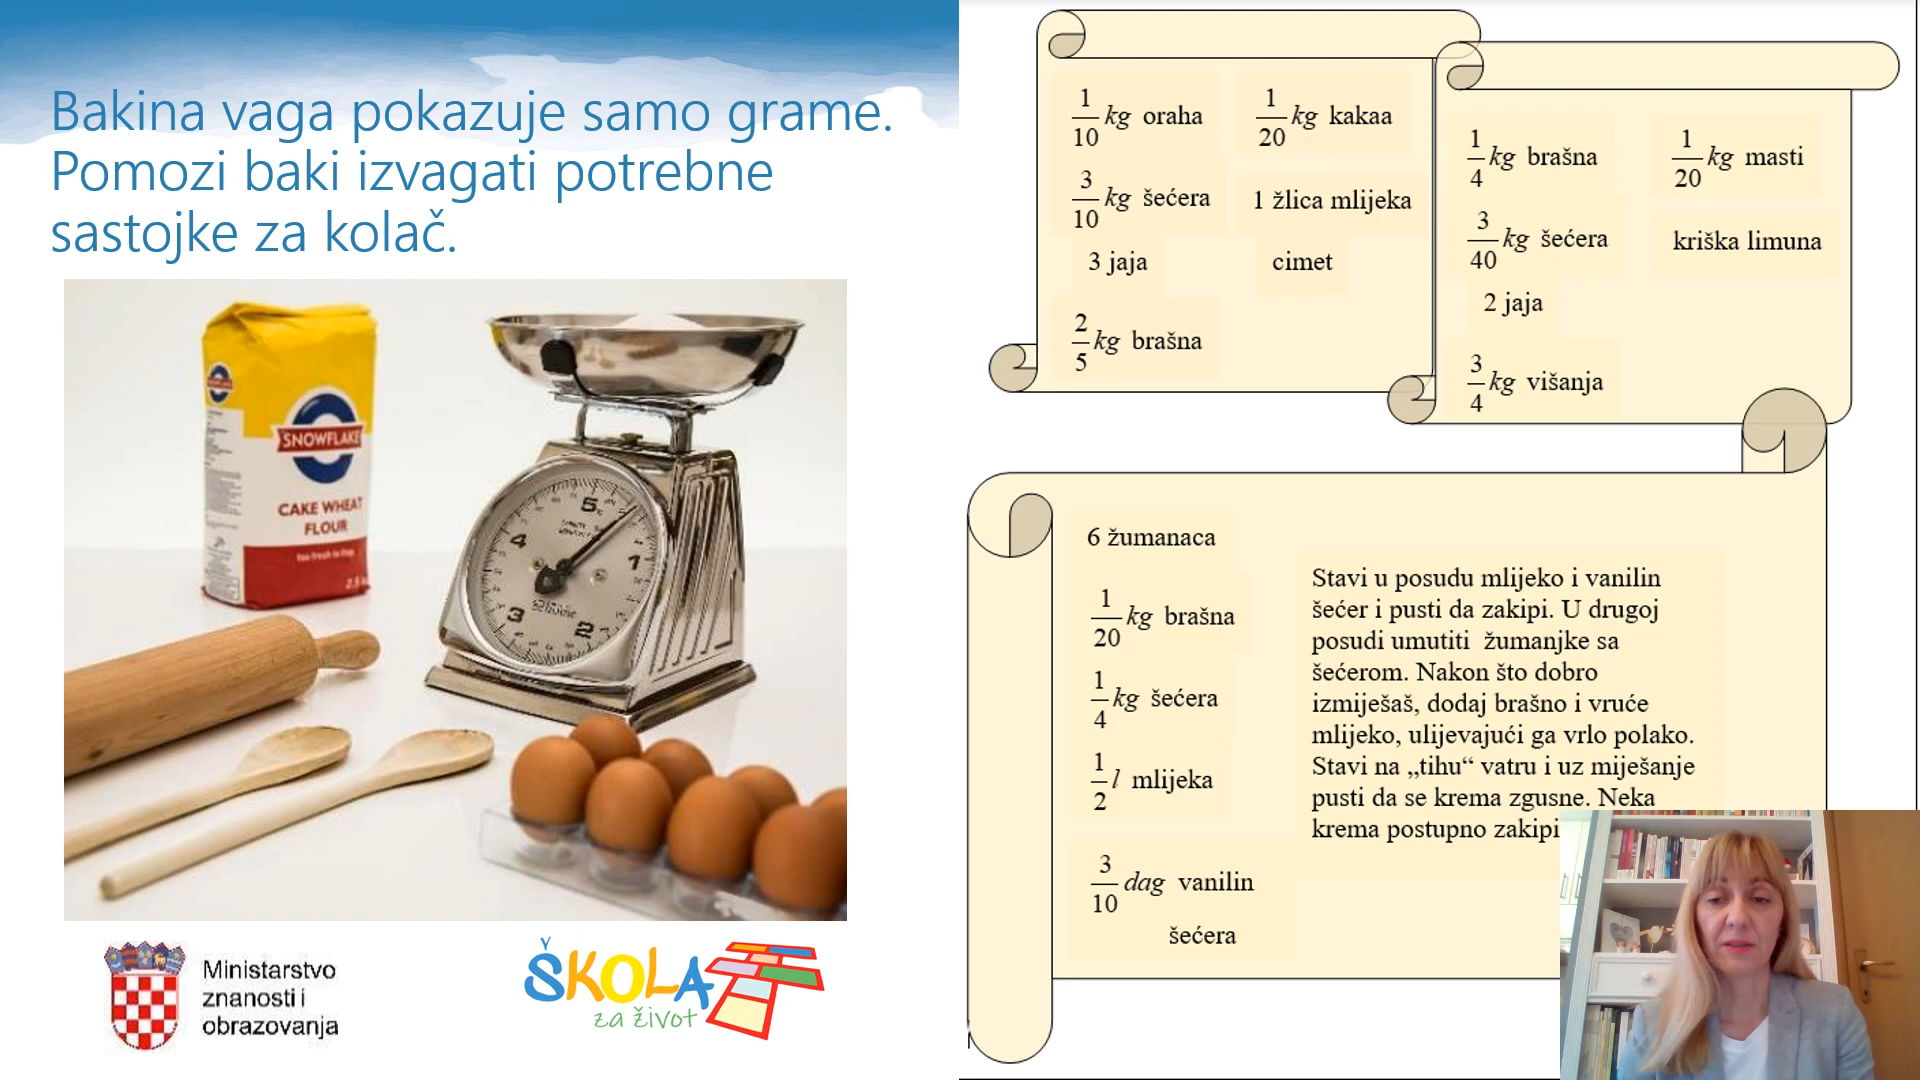 Bakina vaga pokazuje samo grame.
Pomozi baki izvagati potrebne
sastojke za kolač.
SNOWFLAKE
CAKE WHEAT
FLOUR
5
4
1
3
2
Ministarstvo
znanosti i
obrazovanja
ŠKOLA
za život
1/10 kg oraha
3/10 kg šećera
3 jaja
2/5 kg brašna
1/20 kg kakaa
1 žlica mlijeka
cimet
1/4 kg brašna
3/40 kg šećera
2 jaja
3/4 kg višanja
1/20 kg masti
kriška limuna
6 žumanaca
1/20 kg brašna
1/4 kg šećera
1/2 l mlijeka
3/10 dag vanilin
šećera
Stavi u posudu mlijeko i vanilin
šećer i pusti da zakipi. U drugoj
posudi umutiti žumanjke sa
šećerom. Nakon što dobro
izmiješaš, dodaj brašno i vruće
mlijeko, ulijevajući ga vrlo polako.
Stavi na „tihu“ vatru i uz miješanje
pusti da se krema zgusne. Neka
krema postupno zakipi